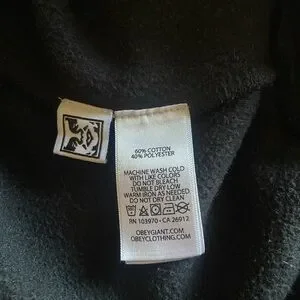 60% COTTON
40% POLYESTER
MACHINE WASH COLD
WITH LIKE COLORS
DO NOT BLEACH
TUMBLE DRY LOW
WARM IRON AS NEEDED
DO NOT DRY CLEAN
RN 103970 • CA 26912
OBEYGIANT.COM
OBEYCLOTHING.COM